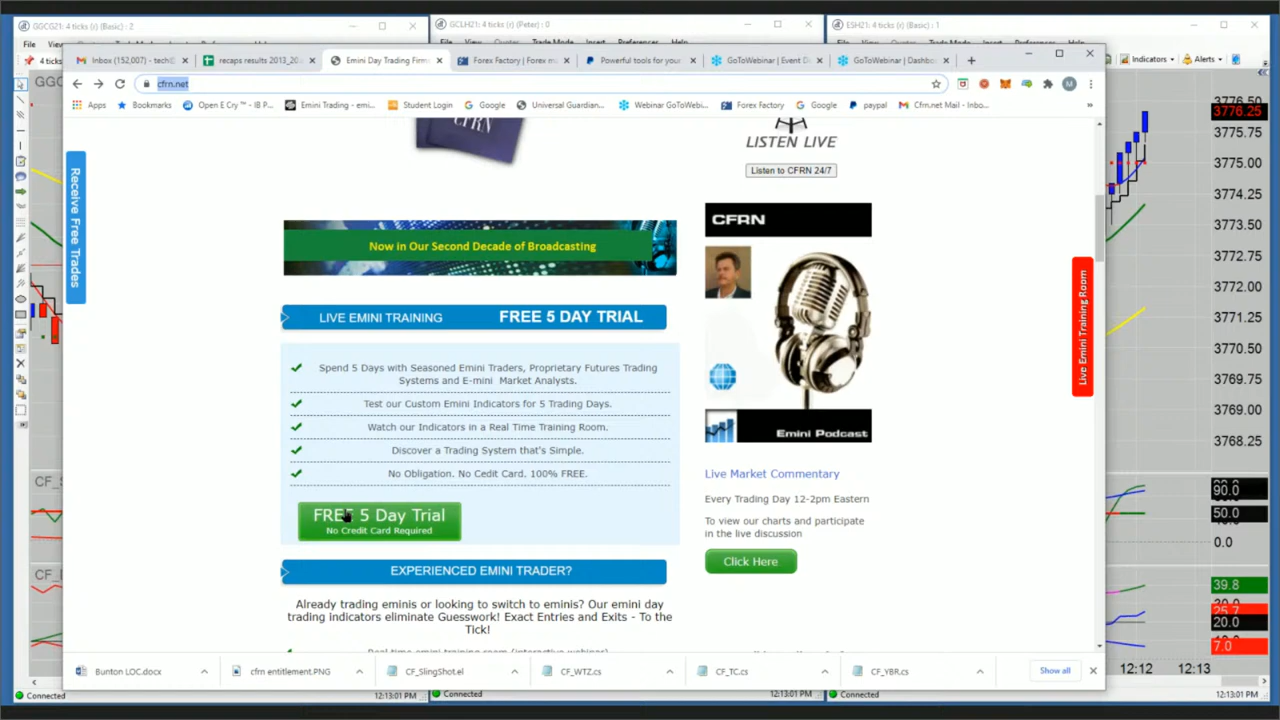 GGCG21: 4 ticks (r) (Basic) : 2
GCLH21: 4 ticks (r) (Peter) : 0
ESH21: 4 ticks (r) (Basic) : 1
File
Inbox (152,007) - tech@
recaps results 2013_20
Emini Day Trading Firm:
Forex Factory | Forex m
Powerful tools for your
GoToWebinar | Event D
GoToWebinar | Dashbo
Indicators
Alerts
cfrn.net
Apps
Bookmarks
Open E Cry ~ IB P...
Emini Trading - emi...
Student Login
Google
Universal Guardian...
Webinar GoToWebi...
Forex Factory
Google
paypal
Cfrn.net Mail - Inbo...
CFRN
LISTEN LIVE
Listen to CFRN 24/7
Receive Free Trades
Now in Our Second Decade of Broadcasting
CFRN
LIVE EMINI TRAINING FREE 5 DAY TRIAL
Spend 5 Days with Seasoned Emini Traders, Proprietary Futures Trading
Systems and E-mini Market Analysts.
Test our Custom Emini Indicators for 5 Trading Days.
Watch our Indicators in a Real Time Training Room.
Discover a Trading System that's Simple.
No Obligation. No Cedit Card. 100% FREE.
FREE 5 Day Trial
No Credit Card Required
Emini Podcast
Live Market Commentary
Every Trading Day 12-2pm Eastern
To view our charts and participate
in the live discussion
Click Here
Live Emini Training Room
EXPERIENCED EMINI TRADER?
Already trading eminis or looking to switch to eminis? Our emini day
trading indicators eliminate Guesswork! Exact Entries and Exits - To the
Tick!
3776.50
3776.25
3775.75
3775.00
3774.25
3773.50
3772.75
3772.00
3771.25
3770.50
3769.75
3769.00
3768.25
90.0
50.0
0.0
39.8
20.0
7.0
12:12 12:13
Bunton LOC.docx
cfrn entitlement.PNG
CF_SlingShot.el
CF_WTZ.cs
CF_TC.cs
CF_YBR.cs
Show all
Connected
12:13:01 PM
Connected
12:13:01 PM
Connected
12:13:01 PM